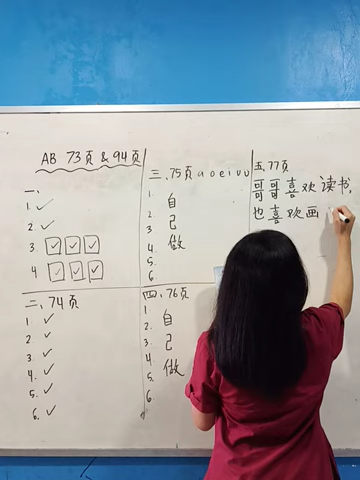 AB 73页 & 94页
一、
1. ✓
2. ✓
3. ✓ ✓ ✓
4 ✓ ✓ ✓
二、74页
1. ✓
2 ✓
3. ✓
4. ✓
5. ✓
6. ✓
三、75页 a o e i u ü
1.
2.
3
4.
5.
6.
自
己
做
四、76页
1
2.
3.
4.
5.
6.
自
己
做
五、77页
哥哥喜欢读书
也喜欢画